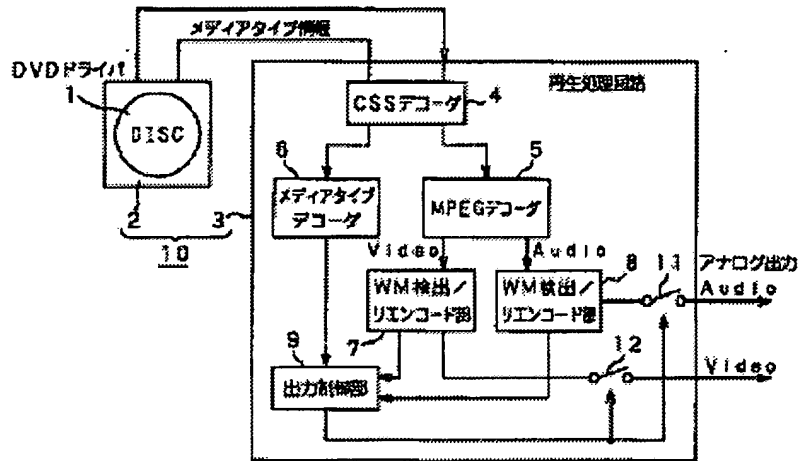 メディアタイプ情報
DVDドライバ
1
DISC
2
3
10
再生処理回路
CSSデコーダ
4
6
メディアタイプ
デコーダ
5
MPEGデコーダ
Video
Audio
WM検出/
リエンコード部
7
WM検出/
リエンコード部
8
11
アナログ出力
Audio
12
Video
9
出力制御部